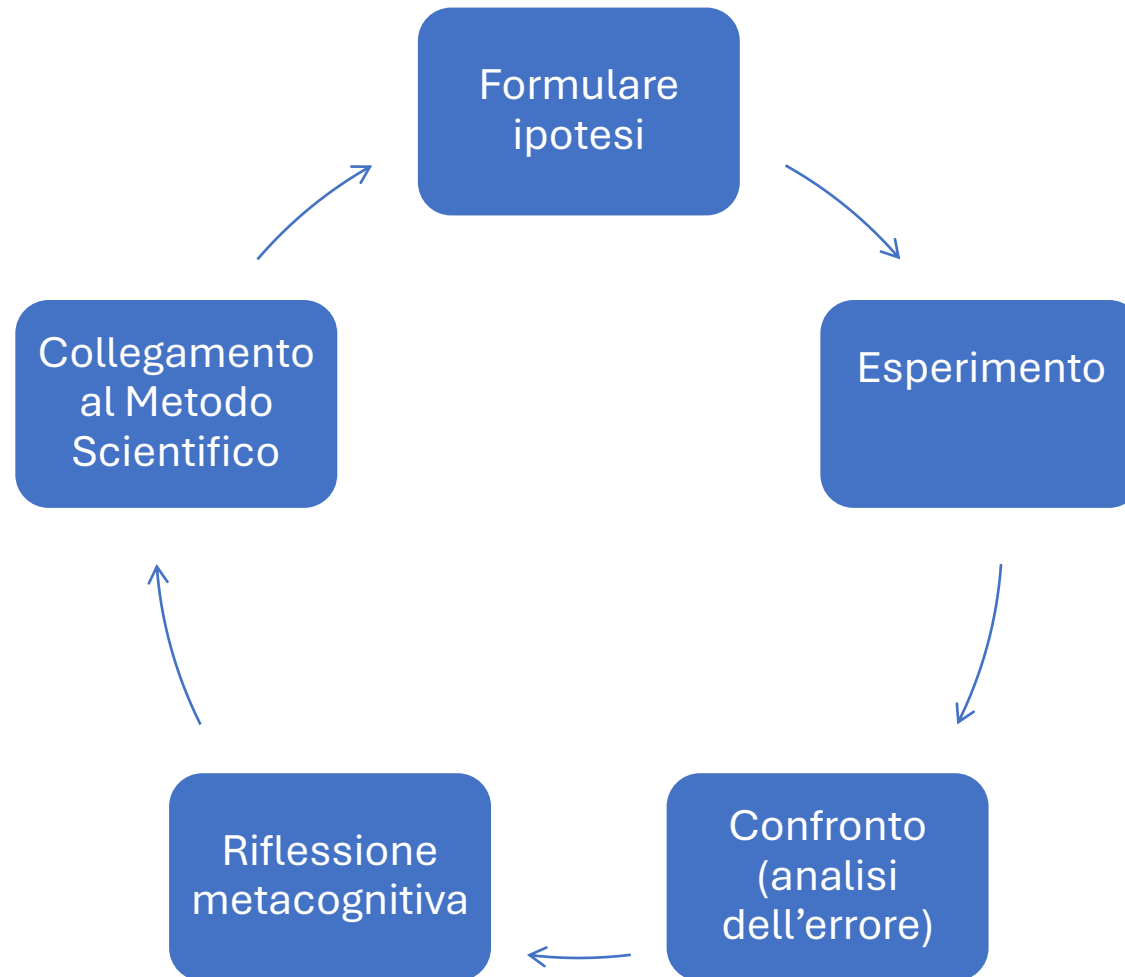 Formulare
ipotesi
Esperimento
Confronto
(analisi
dell’errore)
Riflessione
metacognitiva
Collegamento
al Metodo
Scientifico